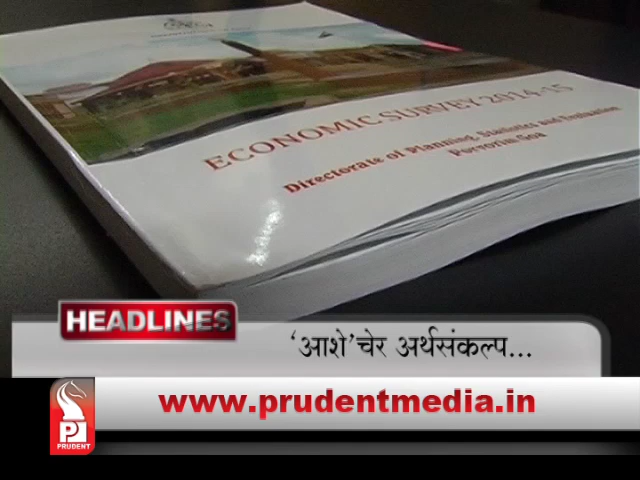 ECONOMIC SURVEY 2014-15
Directorate of Planning, Statistics and Evaluation
Porvorim Goa
HEADLINES
‘आशे’चेर अर्थसंकल्प...
www.prudentmedia.in
PRUDENT